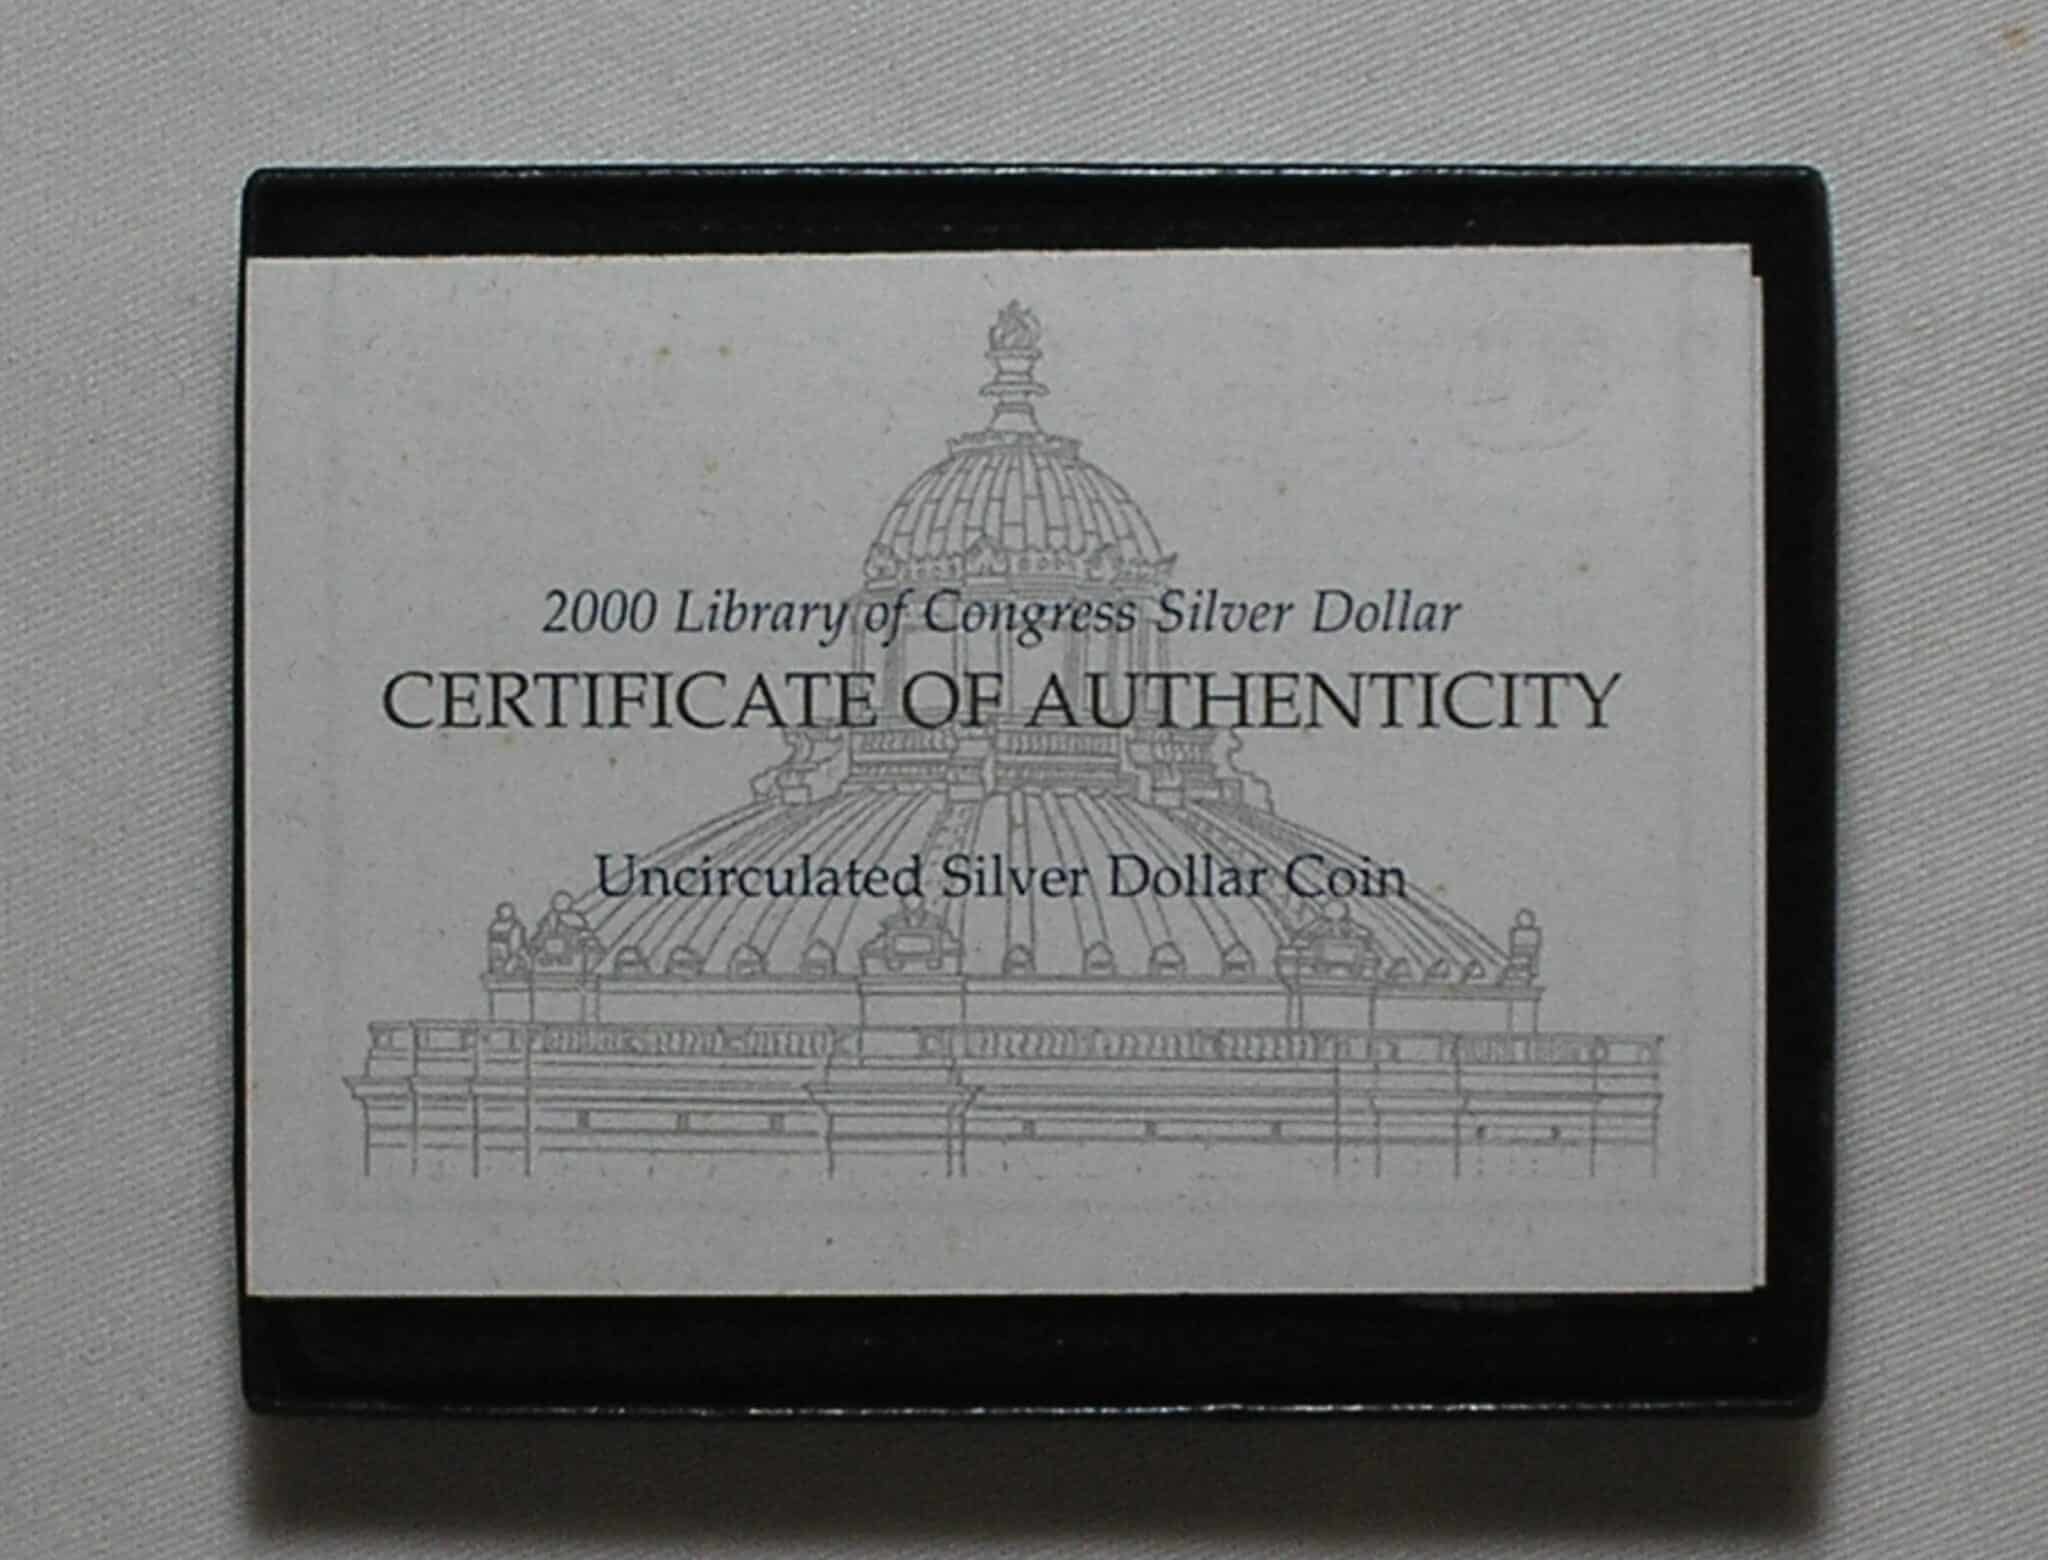 2000 Library of Congress Silver Dollar
CERTIFICATE OF AUTHENTICITY
Uncirculated Silver Dollar Coin